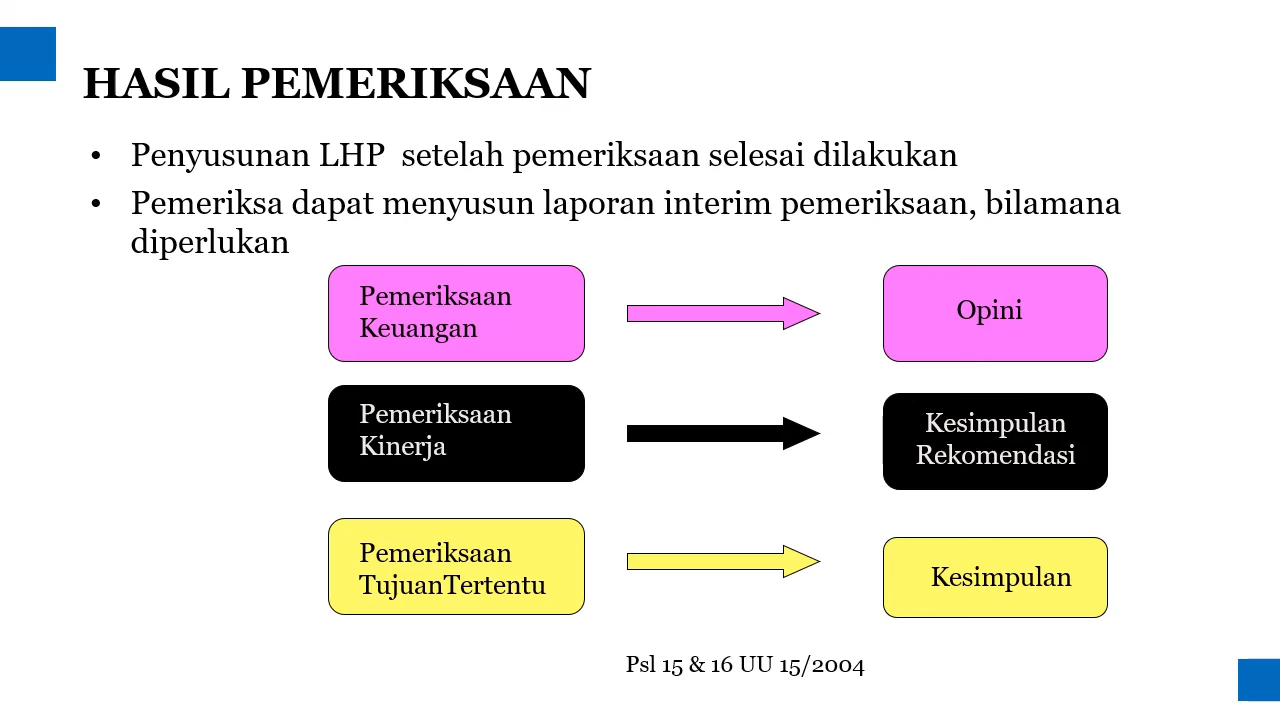 HASIL PEMERIKSAAN
• Penyusunan LHP  setelah pemeriksaan selesai dilakukan
• Pemeriksa dapat menyusun laporan interim pemeriksaan, bilamana
diperlukan
Pemeriksaan
Keuangan
Opini
Pemeriksaan
Kinerja
Kesimpulan
Rekomendasi
Pemeriksaan
TujuanTertentu
Kesimpulan
Psl 15 & 16 UU 15/2004